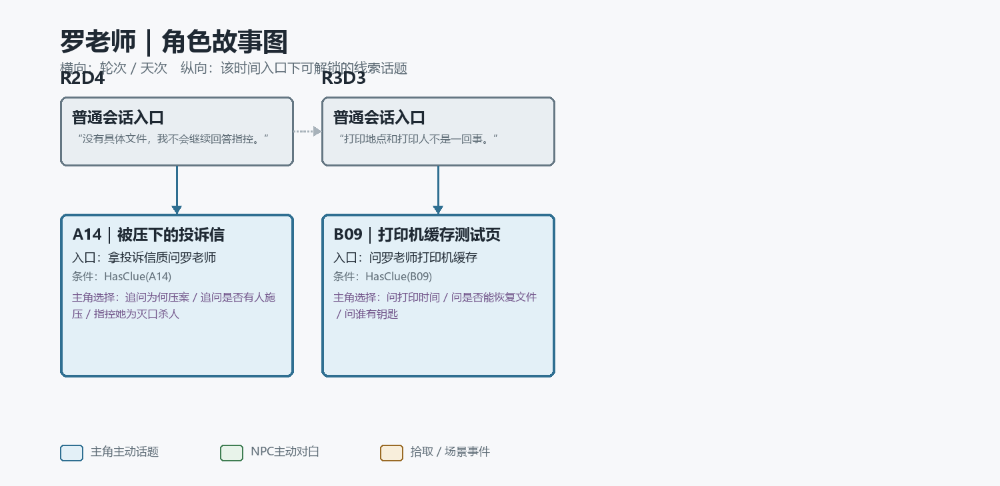 罗老师｜角色故事图
横向：轮次 / 天次　纵向：该时间入口下可解锁的线索话题
R2D4
R3D3
普通会话入口
“没有具体文件，我不会继续回答指控。”
普通会话入口
“打印地点和打印人不是一回事。”
A14｜被压下的投诉信
入口：拿投诉信质问罗老师
条件：HasClue(A14)
主角选择：追问为何压案 / 追问是否有人施
压 / 指控她为灭口杀人
B09｜打印机缓存测试页
入口：问罗老师打印机缓存
条件：HasClue(B09)
主角选择：问打印时间 / 问是否能恢复文件
/ 问谁有钥匙
主角主动话题
NPC主动对白
拾取 / 场景事件